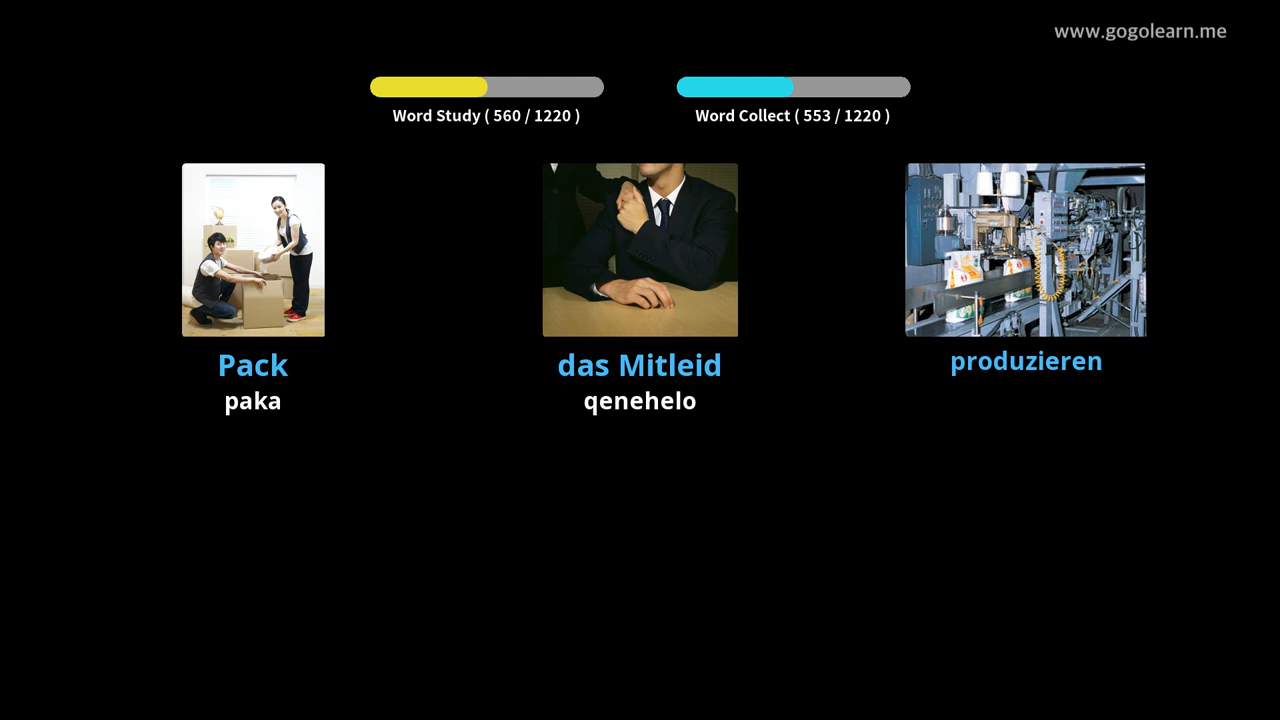 www.gogolearn.me
Word Study ( 560 / 1220 )
Word Collect ( 553 / 1220 )
Pack
paka
das Mitleid
qenehelo
produzieren